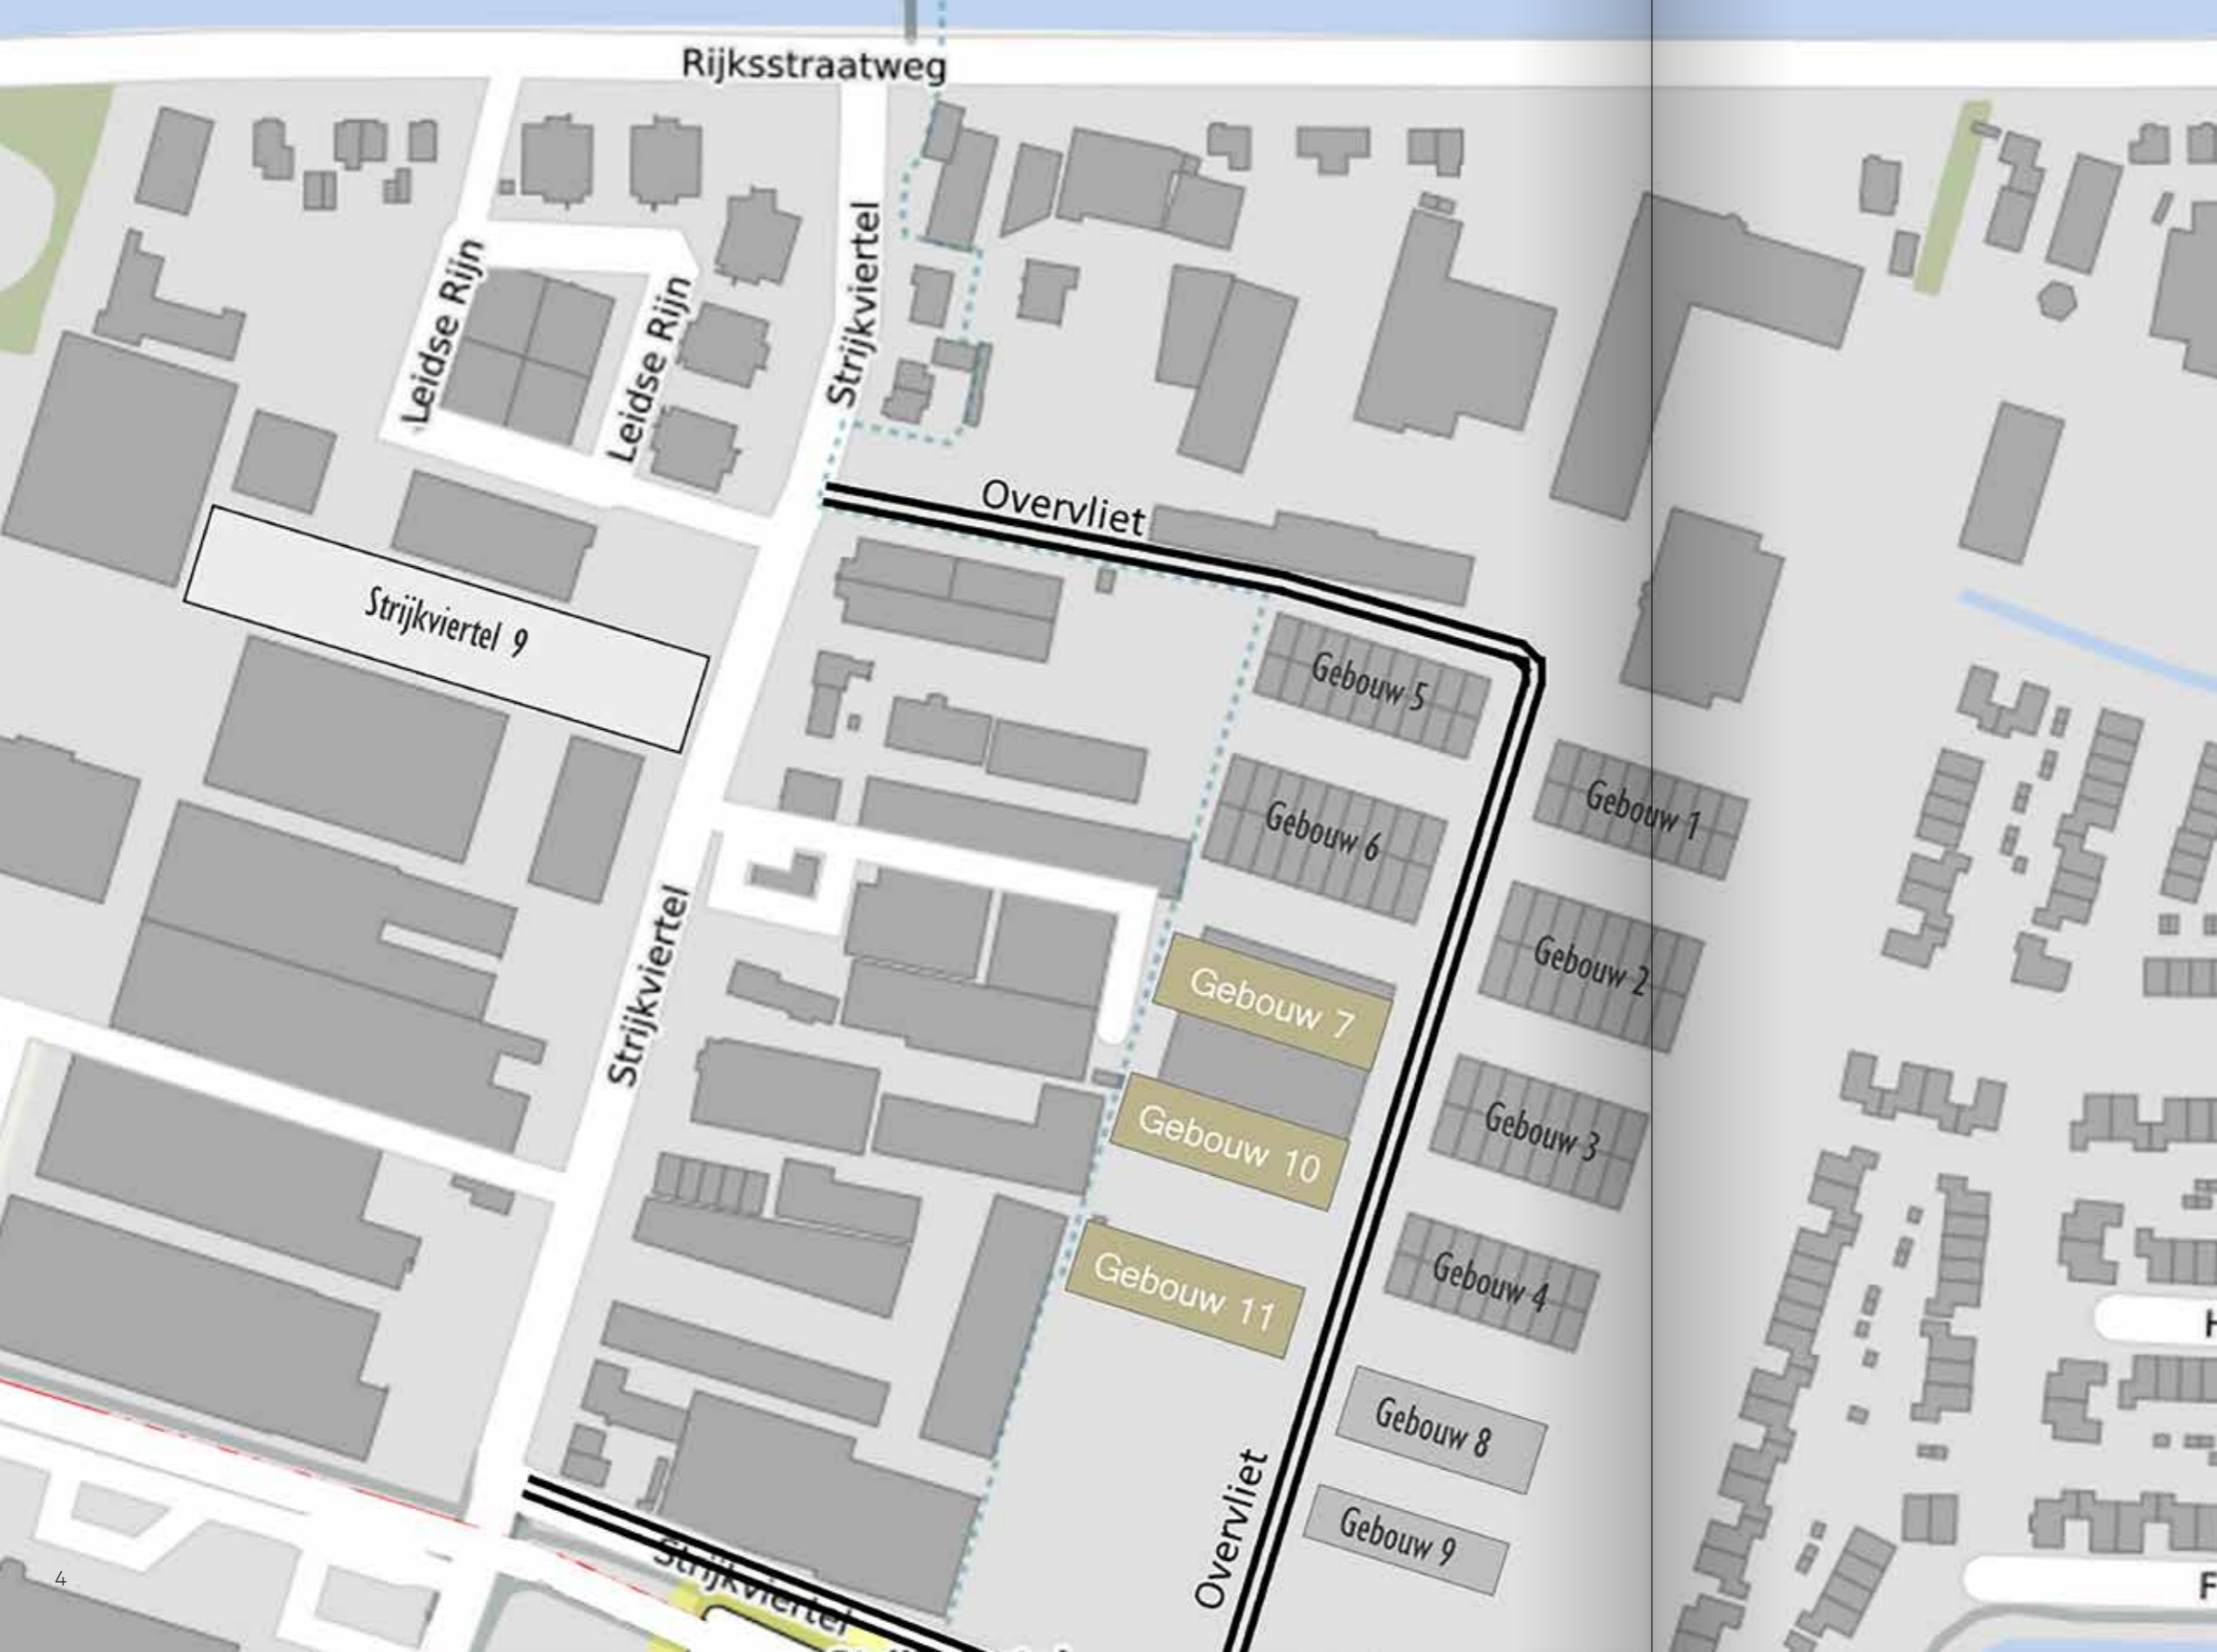 Rijksstraatweg
Leidse Rijn
Leidse Rijn
Strijkviertel
Overvliet
Strijkviertel 9
Gebouw 5
Gebouw 6
Gebouw 1
Gebouw 2
Gebouw 7
Strijkviertel
Gebouw 10
Gebouw 3
Gebouw 11
Gebouw 4
H
Gebouw 8
Gebouw 9
Overvliet
Strijkviertel
F
4